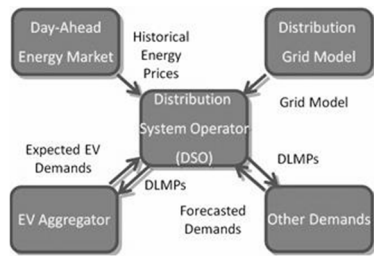 Day-Ahead
Energy Market
Historical
Energy
Prices
Distribution
Grid Model
Grid Model
Distribution
System Operator
(DSO)
Expected EV
Demands
DLMPs
DLMPs
EV Aggregator
Forecasted
Demands
Other Demands